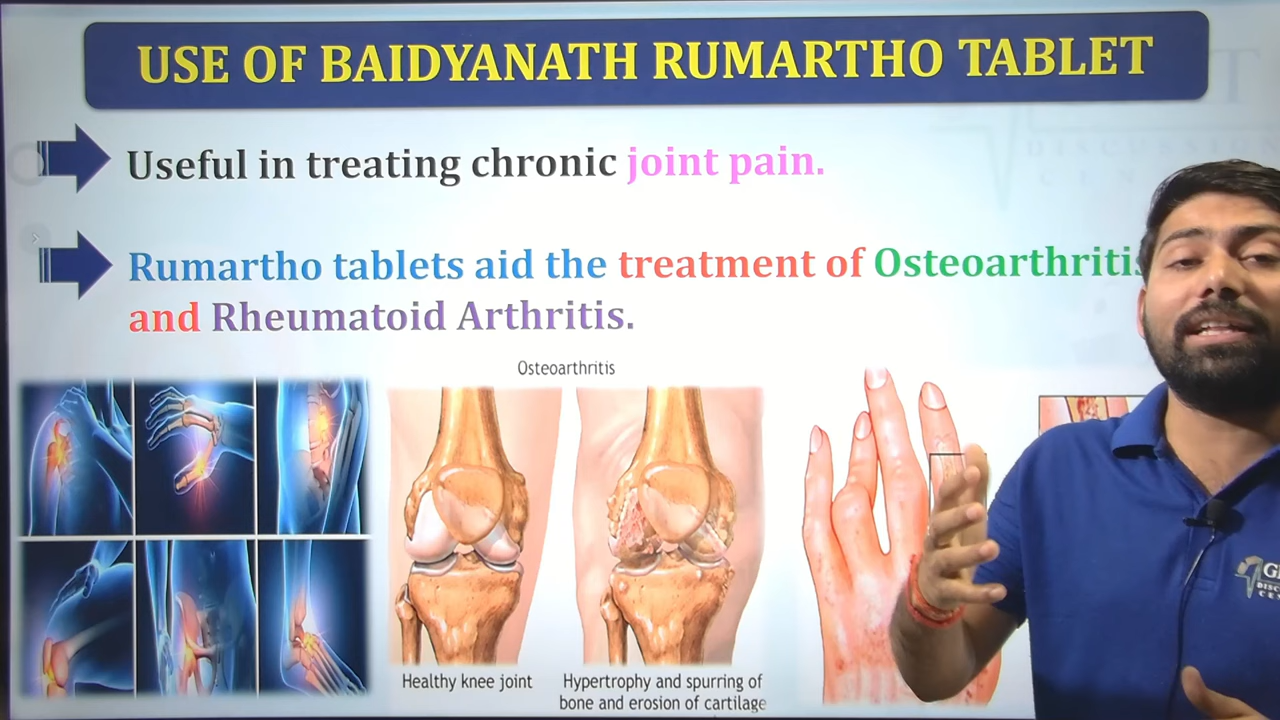 USE OF BAIDYANATH RUMARTHO TABLET
Useful in treating chronic joint pain.
Rumartho tablets aid the treatment of Osteoarthritis
and Rheumatoid Arthritis.
Osteoarthritis
Healthy knee joint
Hypertrophy and spurring of
bone and erosion of cartilage